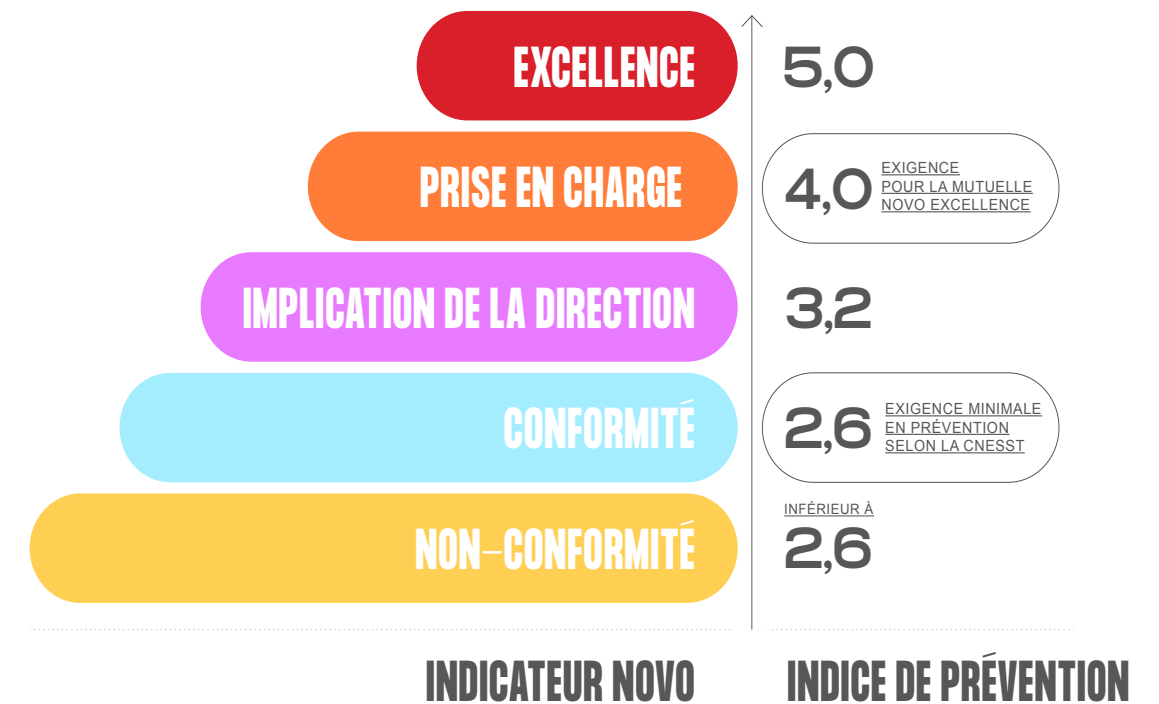 EXCELLENCE
5,0
PRISE EN CHARGE
4,0
EXIGENCE
POUR LA MUTUELLE
NOVO EXCELLENCE
IMPLICATION DE LA DIRECTION
3,2
CONFORMITÉ
2,6
EXIGENCE MINIMALE
EN PRÉVENTION
SELON LA CNESST
NON-CONFORMITÉ
INFÉRIEUR À
2,6
INDICATEUR NOVO
INDICE DE PRÉVENTION